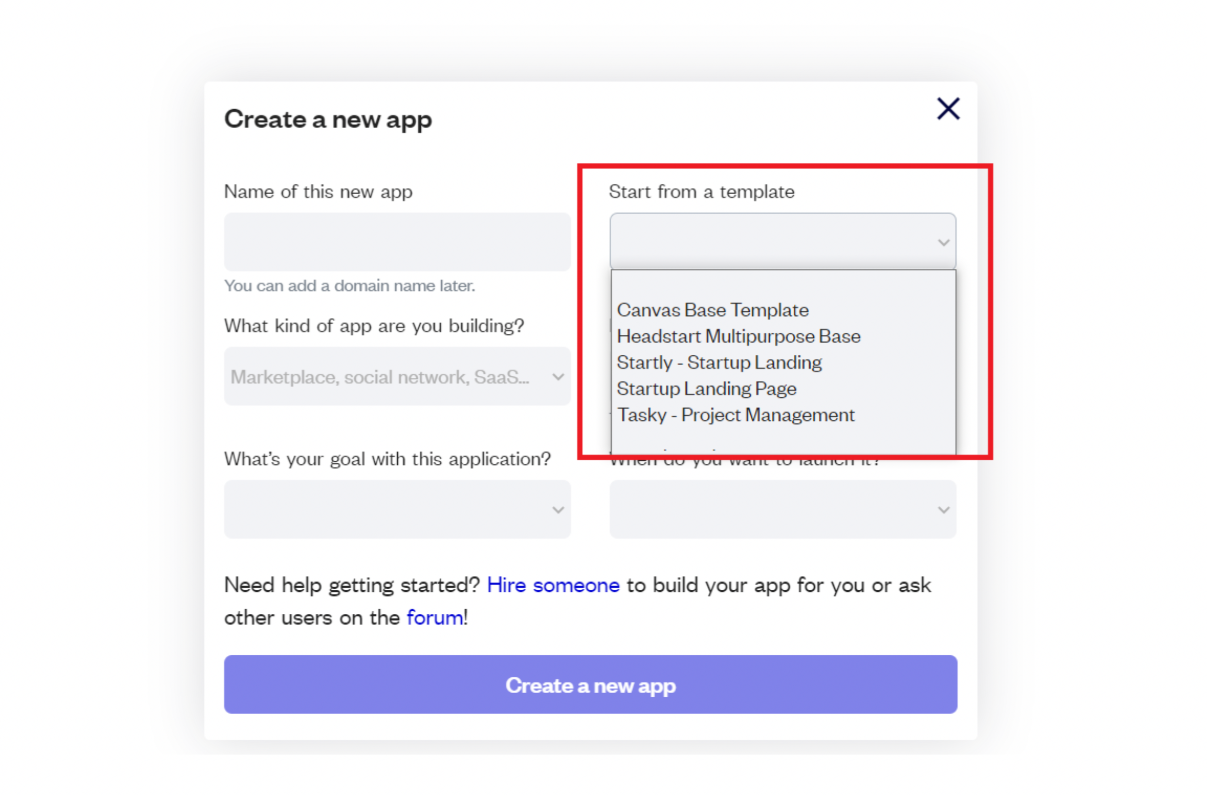 Create a new app
Name of this new app
Start from a template
You can add a domain name later.
Canvas Base Template
Headstart Multipurpose Base
Startly - Startup Landing
Startup Landing Page
Tasky - Project Management
What kind of app are you building?
Marketplace, social network, SaaS...
What's your goal with this application?
When do you want to launch it?
Need help getting started? Hire someone to build your app for you or ask
other users on the forum!
Create a new app